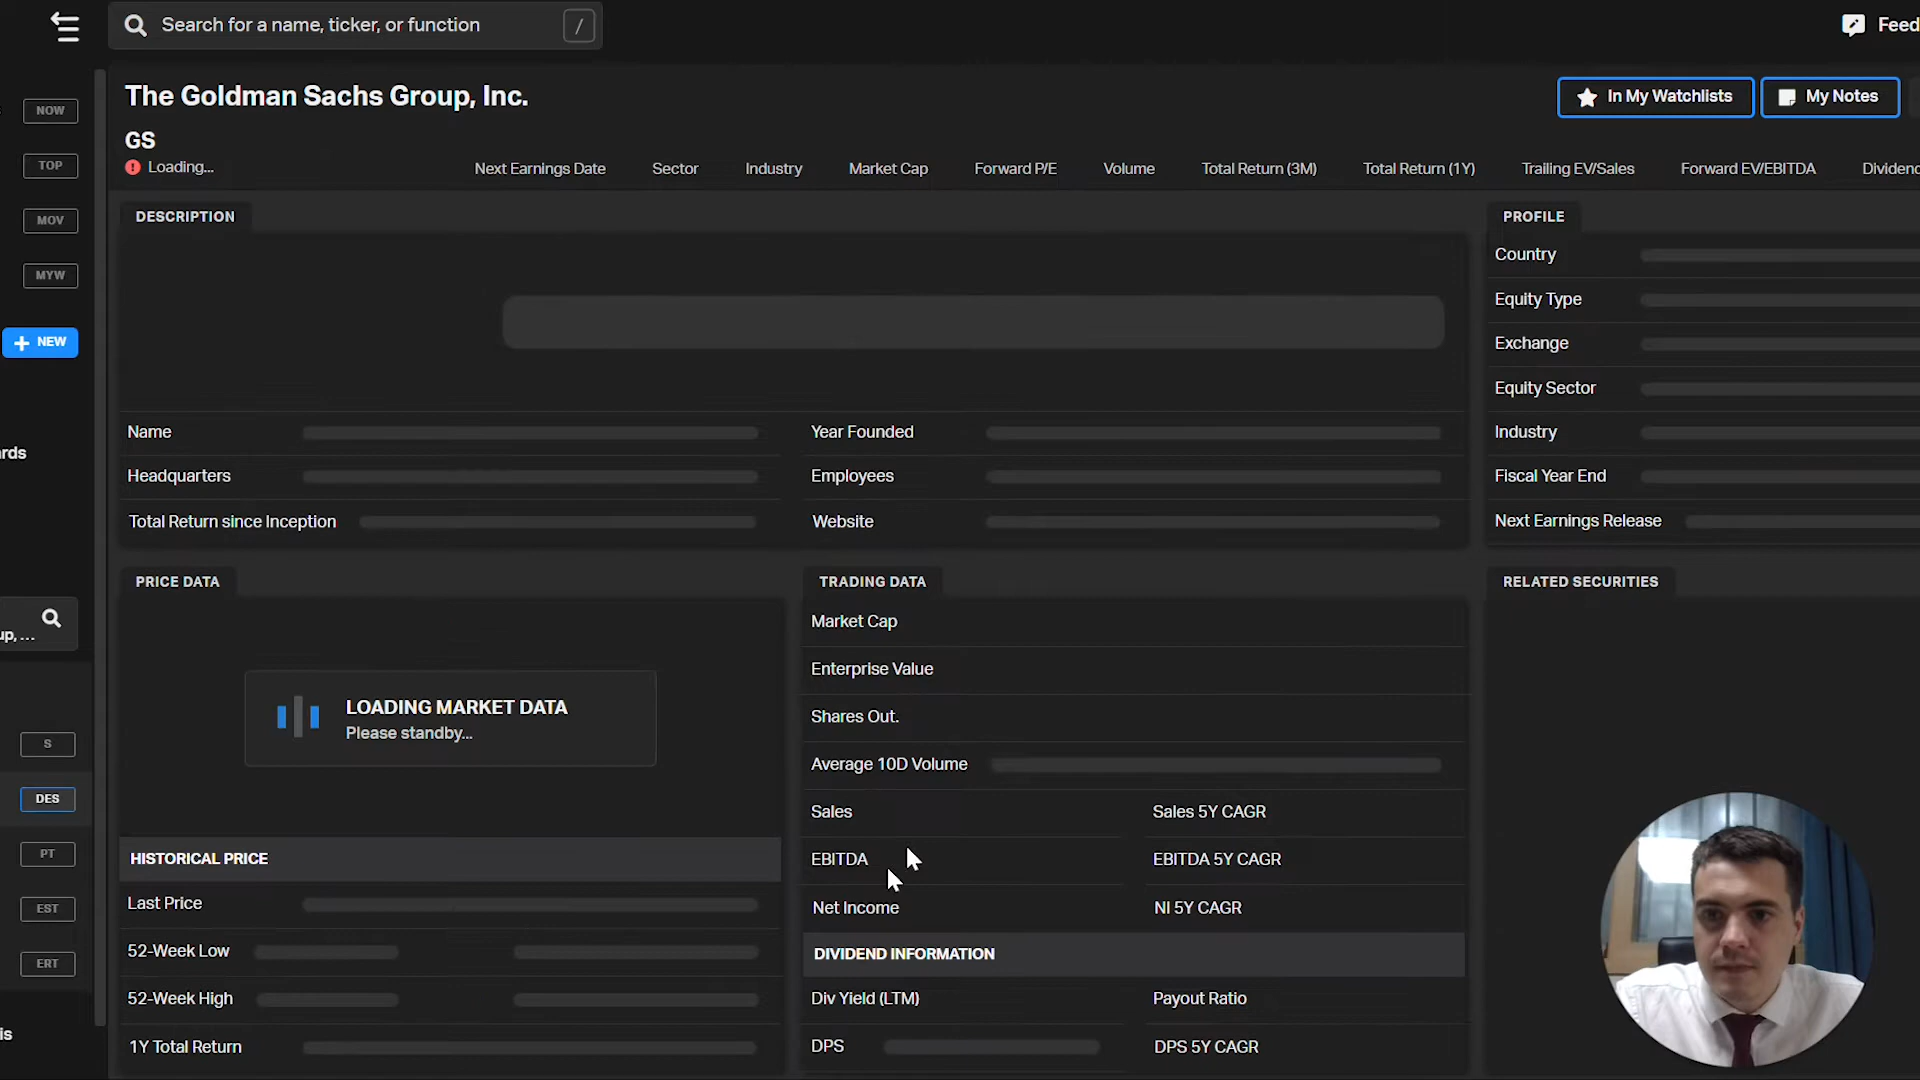 Search for a name, ticker, or function
/
Feed
The Goldman Sachs Group, Inc.
In My Watchlists
My Notes
GS
Loading...
Next Earnings Date
Sector
Industry
Market Cap
Forward P/E
Volume
Total Return (3M)
Total Return (1Y)
Trailing EV/Sales
Forward EV/EBITDA
Dividend
NOW
TOP
MOV
MYW
NEW
rds
up, ...
S
DES
PT
EST
ERT
is
DESCRIPTION
Name
Year Founded
Headquarters
Employees
Total Return since Inception
Website
PROFILE
Country
Equity Type
Exchange
Equity Sector
Industry
Fiscal Year End
Next Earnings Release
PRICE DATA
LOADING MARKET DATA
Please standby...
HISTORICAL PRICE
Last Price
52-Week Low
52-Week High
1Y Total Return
TRADING DATA
Market Cap
Enterprise Value
Shares Out.
Average 10D Volume
Sales
Sales 5Y CAGR
EBITDA
EBITDA 5Y CAGR
Net Income
NI 5Y CAGR
DIVIDEND INFORMATION
Div Yield (LTM)
Payout Ratio
DPS
DPS 5Y CAGR
RELATED SECURITIES